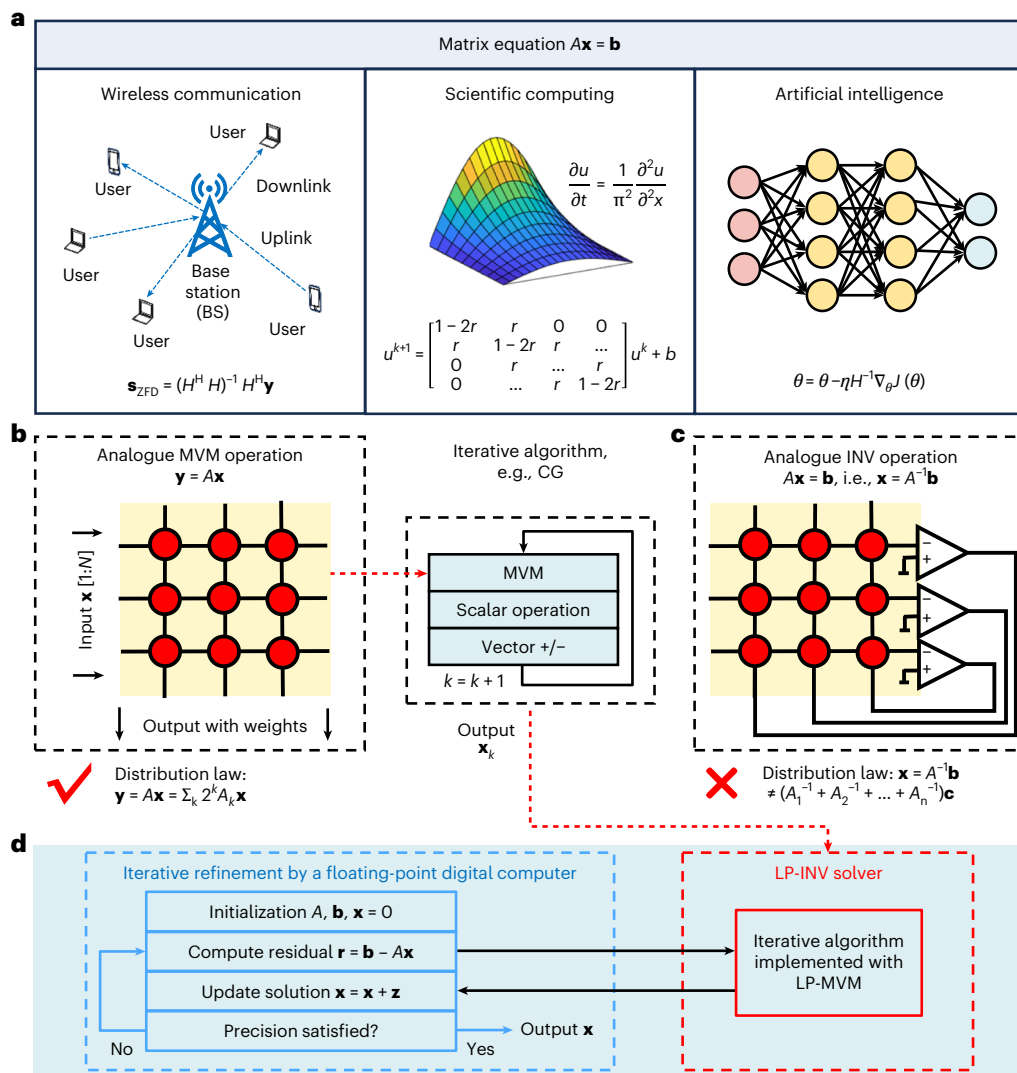 a
Matrix equation Ax = b
Wireless communication
User
User
Downlink
User
Uplink
Base
station
(BS)
User
User
s_ZFD = (H^H H)^−1 H^H y
Scientific computing
∂u/∂t = 1/π² ∂²u/∂²x
u^k+1 = [1 − 2r r 0 0
r 1 − 2r r ...
0 r ... r
0 ... r 1 − 2r] u^k + b
Artificial intelligence
θ = θ − ηH^−1 ∇_θ J (θ)
b
Analogue MVM operation
y = Ax
Input x [1:N]
Output with weights
Distribution law:
y = Ax = Σ_k 2^k A_k x
Iterative algorithm,
e.g., CG
MVM
Scalar operation
Vector +/−
k = k + 1
Output
x_k
c
Analogue INV operation
Ax = b, i.e., x = A^−1 b
−
+
−
+
−
+
Distribution law: x = A^−1 b
≠ (A_1^−1 + A_2^−1 + ... + A_n^−1)c
d
Iterative refinement by a floating-point digital computer
Initialization A, b, x = 0
Compute residual r = b − Ax
Update solution x = x + z
Precision satisfied?
No
Yes
Output x
LP-INV solver
Iterative algorithm
implemented with
LP-MVM